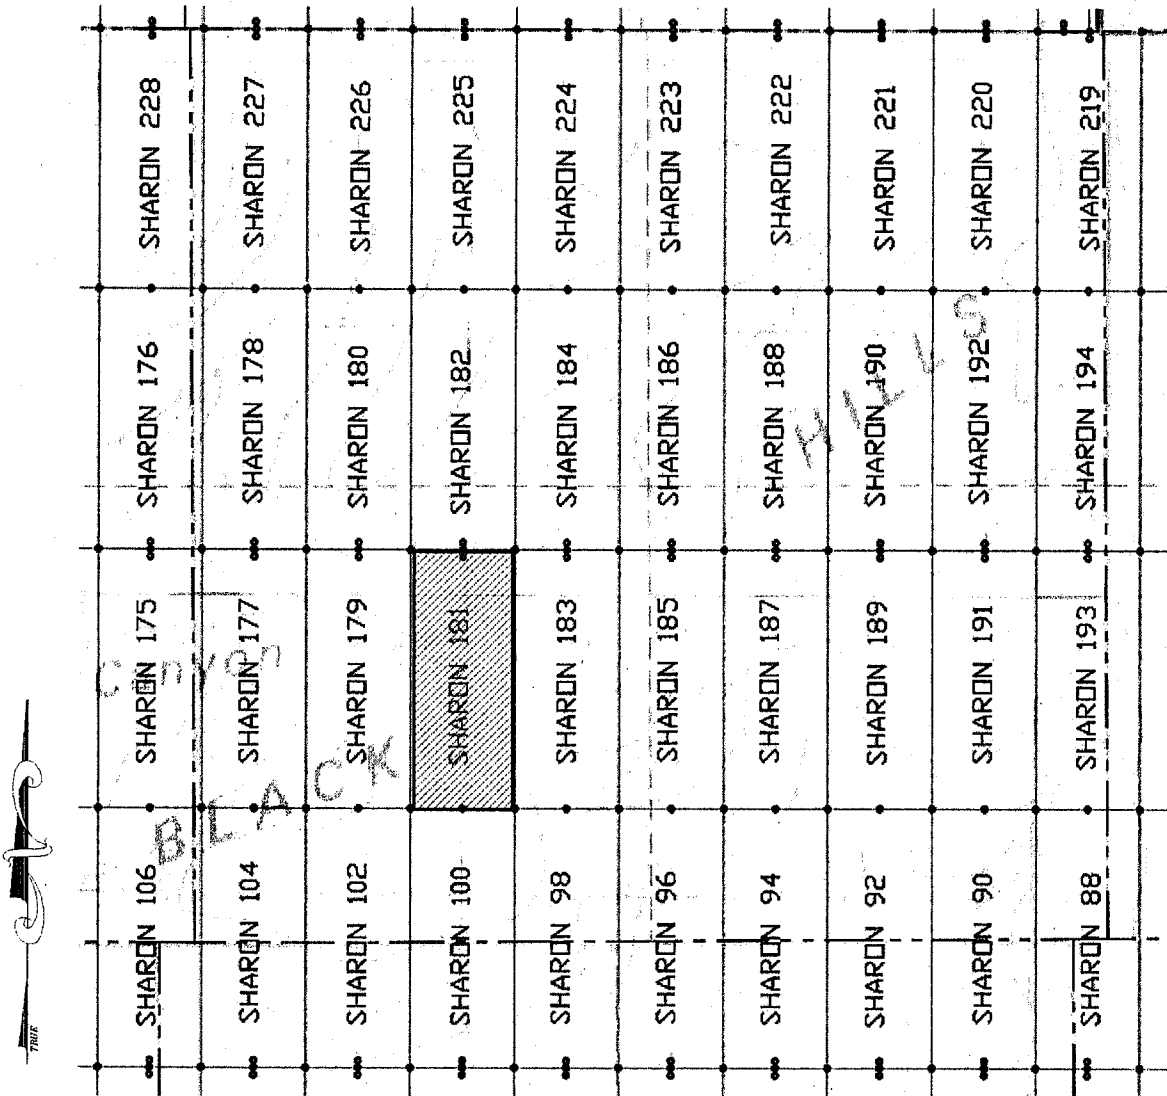 SHARON 228
SHARON 227
SHARON 226
SHARON 225
SHARON 224
SHARON 223
SHARON 222
SHARON 221
SHARON 220
SHARON 219
SHARON 176
SHARON 178
SHARON 180
SHARON 182
SHARON 184
SHARON 186
SHARON 188
SHARON 190
SHARON 192
SHARON 194
HILLS
SHARON 175
SHARON 177
SHARON 179
SHARON 181
SHARON 183
SHARON 185
SHARON 187
SHARON 189
SHARON 191
SHARON 193
Canyon
BLACK
SHARON 106
SHARON 104
SHARON 102
SHARON 100
SHARON 98
SHARON 96
SHARON 94
SHARON 92
SHARON 90
SHARON 88
TRUE